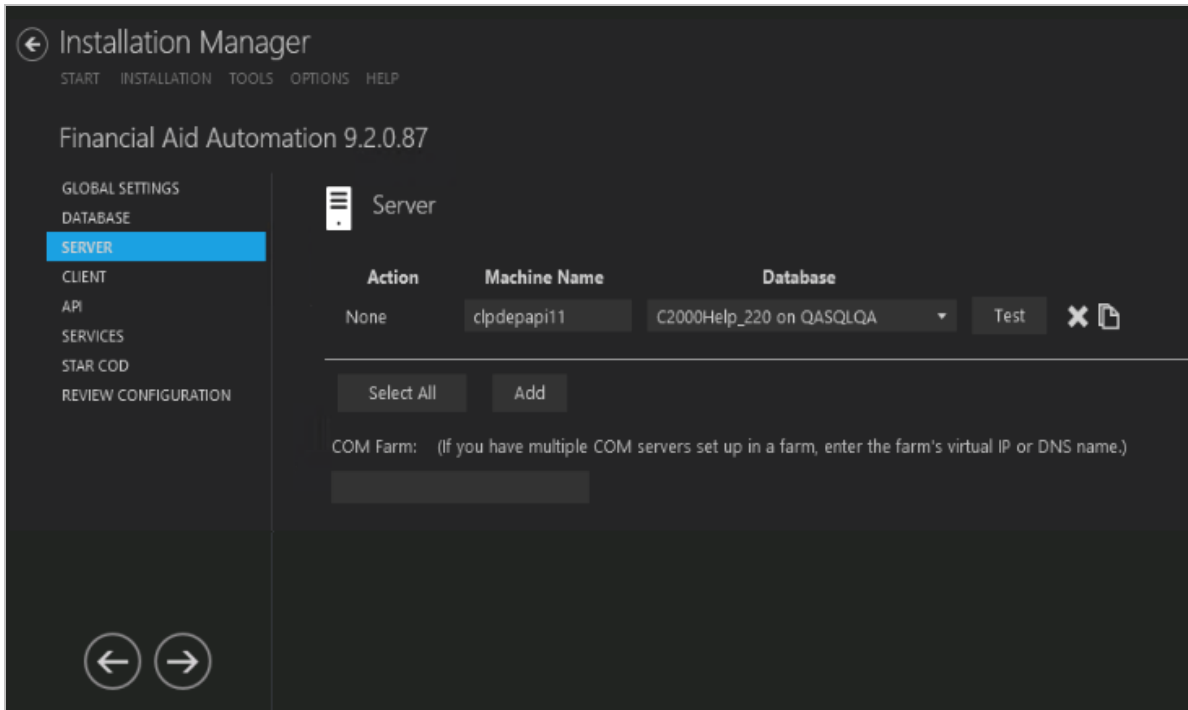 Installation Manager
START INSTALLATION TOOLS OPTIONS HELP
Financial Aid Automation 9.2.0.87
GLOBAL SETTINGS
DATABASE
SERVER
CLIENT
API
SERVICES
STAR COD
REVIEW CONFIGURATION
Server
Action Machine Name Database
None clpdepapi11 C2000Help_220 on QASQLQA Test
Select All Add
COM Farm: (If you have multiple COM servers set up in a farm, enter the farm's virtual IP or DNS name.)